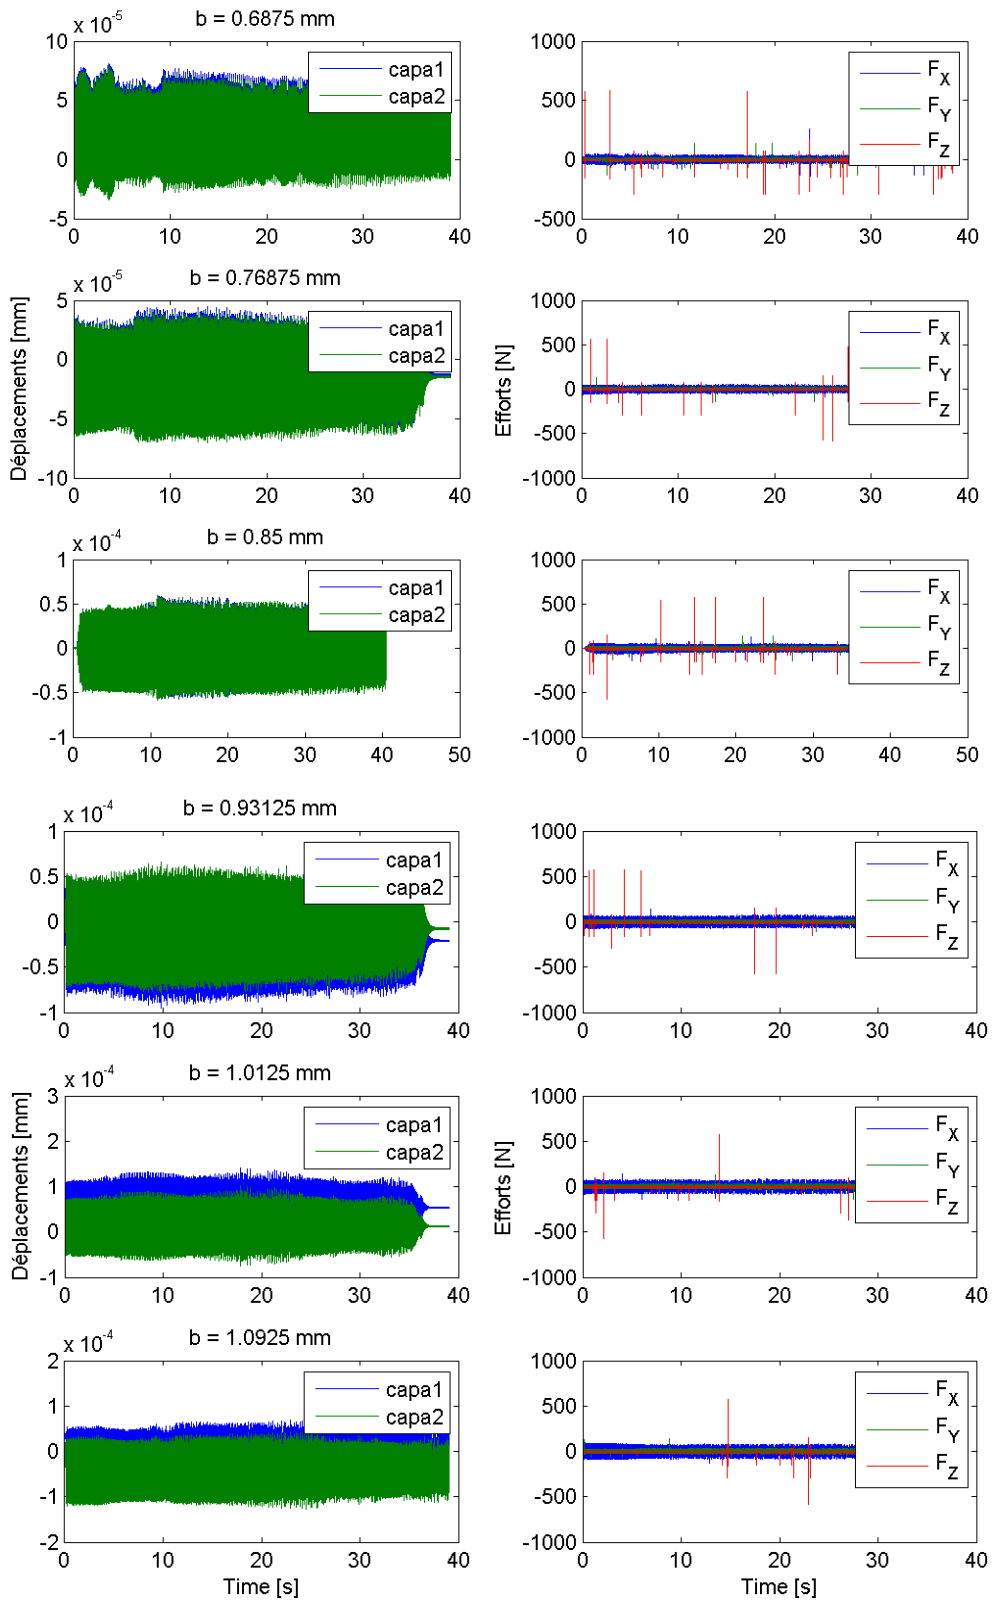 x 10^-5
b = 0.6875 mm
10
5
0
-5
0 10 20 30 40
capa1
capa2
1000
500
0
-500
0 10 20 30 40
F_X
F_Y
F_Z
x 10^-5
b = 0.76875 mm
Déplacements [mm]
5
0
-5
-10
0 10 20 30 40
capa1
capa2
Efforts [N]
1000
500
0
-500
-1000
0 10 20 30 40
F_X
F_Y
F_Z
x 10^-4
b = 0.85 mm
1
0.5
0
-0.5
-1
0 10 20 30 40 50
capa1
capa2
1000
500
0
-500
-1000
0 10 20 30 40 50
F_X
F_Y
F_Z
x 10^-4
b = 0.93125 mm
1
0.5
0
-0.5
-1
0 10 20 30 40
capa1
capa2
1000
500
0
-500
-1000
0 10 20 30 40
F_X
F_Y
F_Z
x 10^-4
b = 1.0125 mm
Déplacements [mm]
3
2
1
0
-1
0 10 20 30 40
capa1
capa2
Efforts [N]
1000
500
0
-500
-1000
0 10 20 30 40
F_X
F_Y
F_Z
x 10^-4
b = 1.0925 mm
2
1
0
-1
-2
0 10 20 30 40
Time [s]
capa1
capa2
1000
500
0
-500
-1000
0 10 20 30 40
Time [s]
F_X
F_Y
F_Z